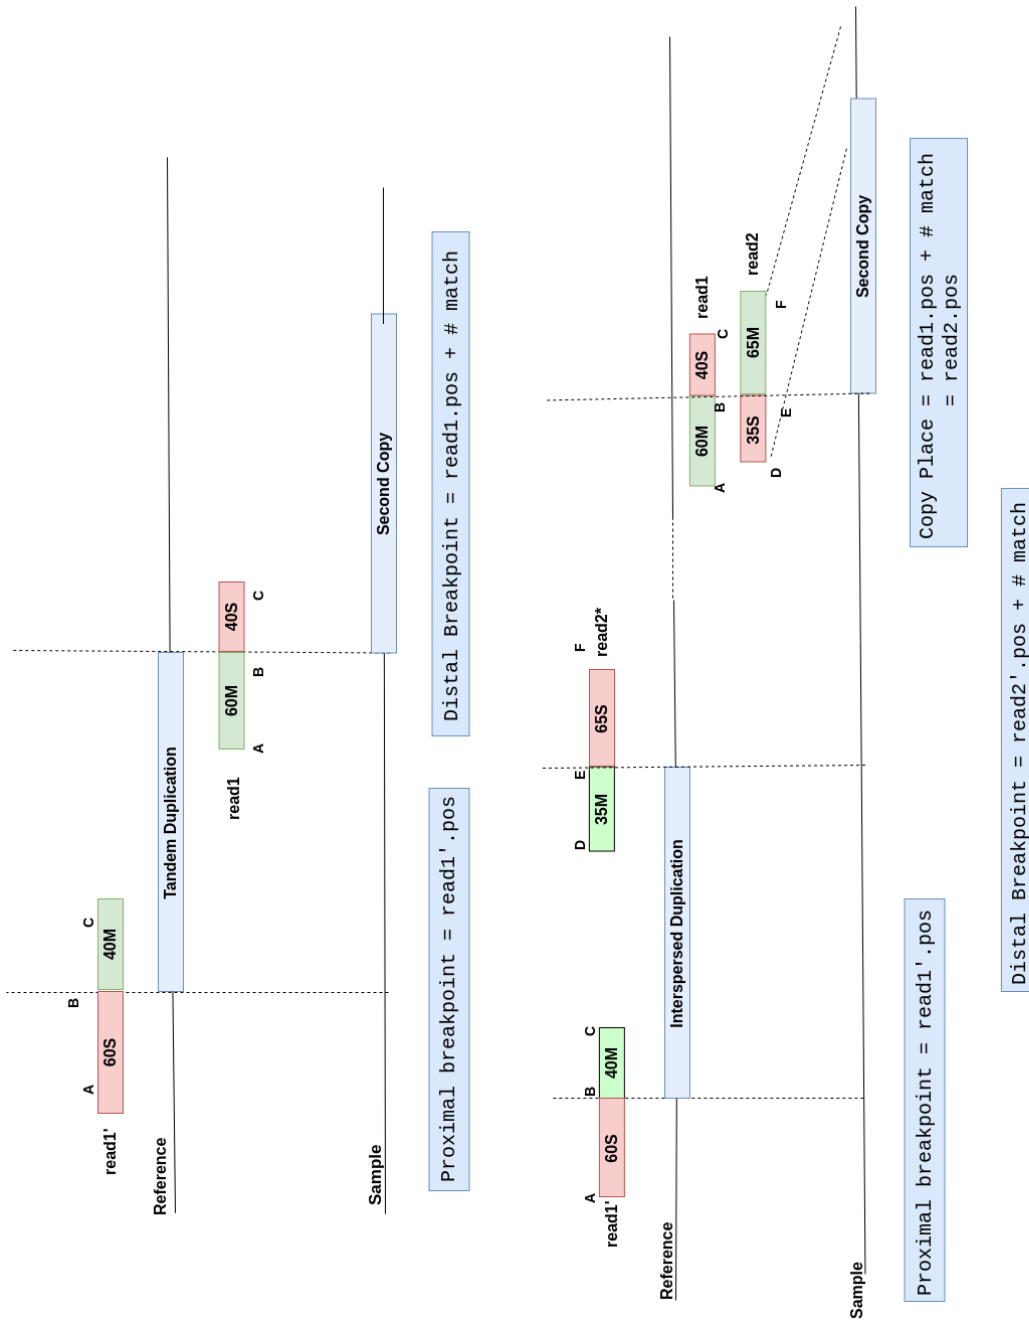 A
B
C
read1'
60S
40M
Reference
Tandem Duplication
60M
40S
read1
A
B
C
Sample
Second Copy
Proximal breakpoint = read1'.pos
Distal Breakpoint = read1.pos + # match
A
B
C
D
E
F
read1'
60S
40M
35M
65S
read2*
Reference
Interspersed Duplication
60M
40S
read1
A
B
C
35S
65M
read2
D
E
F
Sample
Second Copy
Proximal breakpoint = read1'.pos
Copy Place = read1.pos + # match
= read2.pos
Distal Breakpoint = read2'.pos + # match